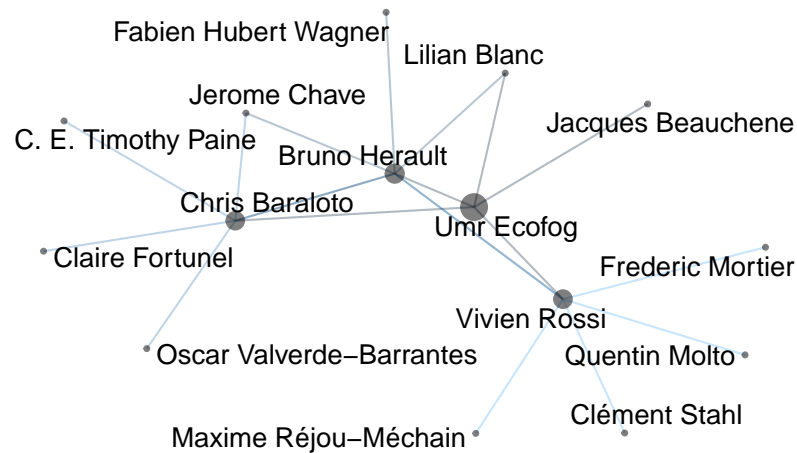 Fabien Hubert Wagner
Lilian Blanc
Jerome Chave
Jacques Beauchene
C. E. Timothy Paine
Bruno Herault
Chris Baraloto
Umr Ecofog
Claire Fortunel
Frederic Mortier
Vivien Rossi
Oscar Valverde−Barrantes
Quentin Molto
Clément Stahl
Maxime Réjou−Méchain